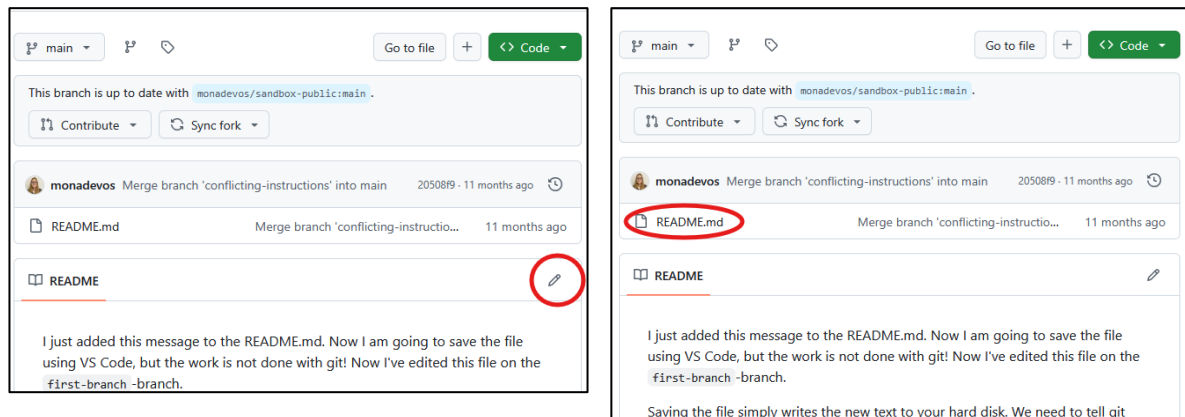 main
Go to file
Code
This branch is up to date with monadevos/sandbox-public:main .
Contribute
Sync fork
monadevos Merge branch 'conflicting-instructions' into main 20508f9 · 11 months ago
README.md Merge branch 'conflicting-instructio... 11 months ago
README
I just added this message to the README.md. Now I am going to save the file
using VS Code, but the work is not done with git! Now I've edited this file on the
first-branch -branch.
main
Go to file
Code
This branch is up to date with monadevos/sandbox-public:main .
Contribute
Sync fork
monadevos Merge branch 'conflicting-instructions' into main 20508f9 · 11 months ago
README.md Merge branch 'conflicting-instructio... 11 months ago
README
I just added this message to the README.md. Now I am going to save the file
using VS Code, but the work is not done with git! Now I've edited this file on the
first-branch -branch.
Saving the file simply writes the new text to your hard disk. We need to tell git